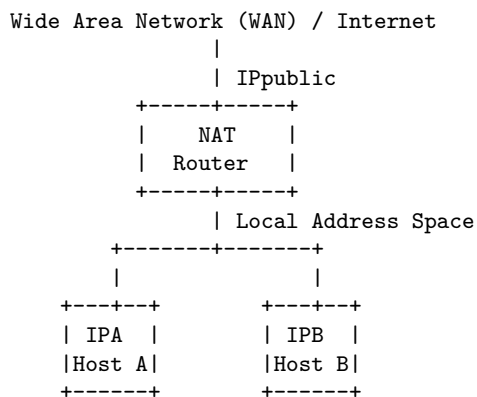 Wide Area Network (WAN) / Internet
|
| IPpublic
+-----+-----+
| NAT |
| Router |
+-----+-----+
| Local Address Space
+-------+-------+
| |
+---+--+ +---+--+
| IPA | | IPB |
|Host A| |Host B|
+------+ +------+